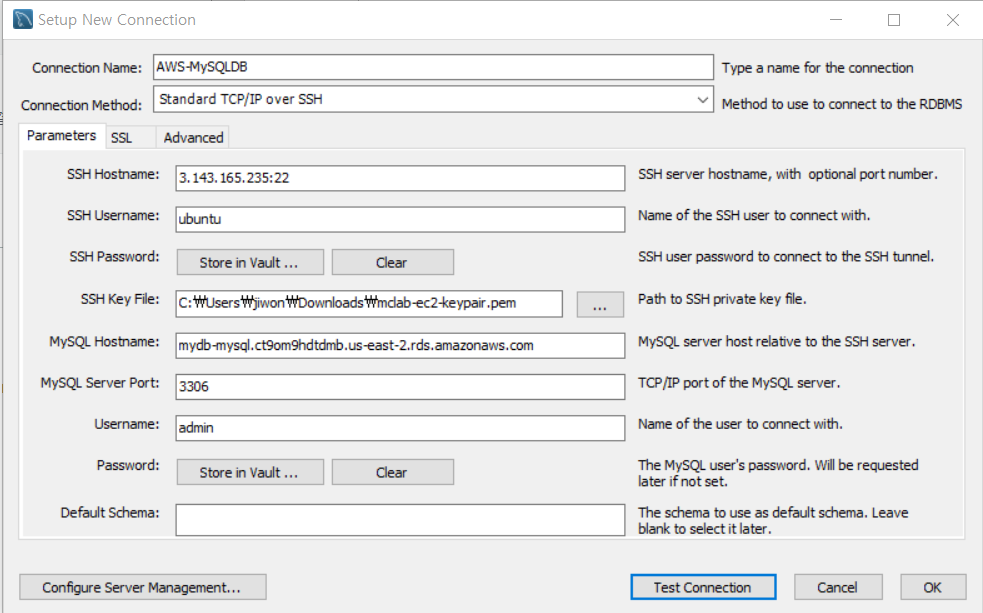 Setup New Connection
Connection Name: AWS-MySQLDB Type a name for the connection
Connection Method: Standard TCP/IP over SSH Method to use to connect to the RDBMS
Parameters SSL Advanced
SSH Hostname: 3.143.165.235:22 SSH server hostname, with optional port number.
SSH Username: ubuntu Name of the SSH user to connect with.
SSH Password: Store in Vault ... Clear SSH user password to connect to the SSH tunnel.
SSH Key File: C:₩Users₩jiwon₩Downloads₩mclab-ec2-keypair.pem ... Path to SSH private key file.
MySQL Hostname: mydb-mysql.ct9om9hdtdmb.us-east-2.rds.amazonaws.com MySQL server host relative to the SSH server.
MySQL Server Port: 3306 TCP/IP port of the MySQL server.
Username: admin Name of the user to connect with.
Password: Store in Vault ... Clear The MySQL user's password. Will be requested
later if not set.
Default Schema: The schema to use as default schema. Leave
blank to select it later.
Configure Server Management... Test Connection Cancel OK